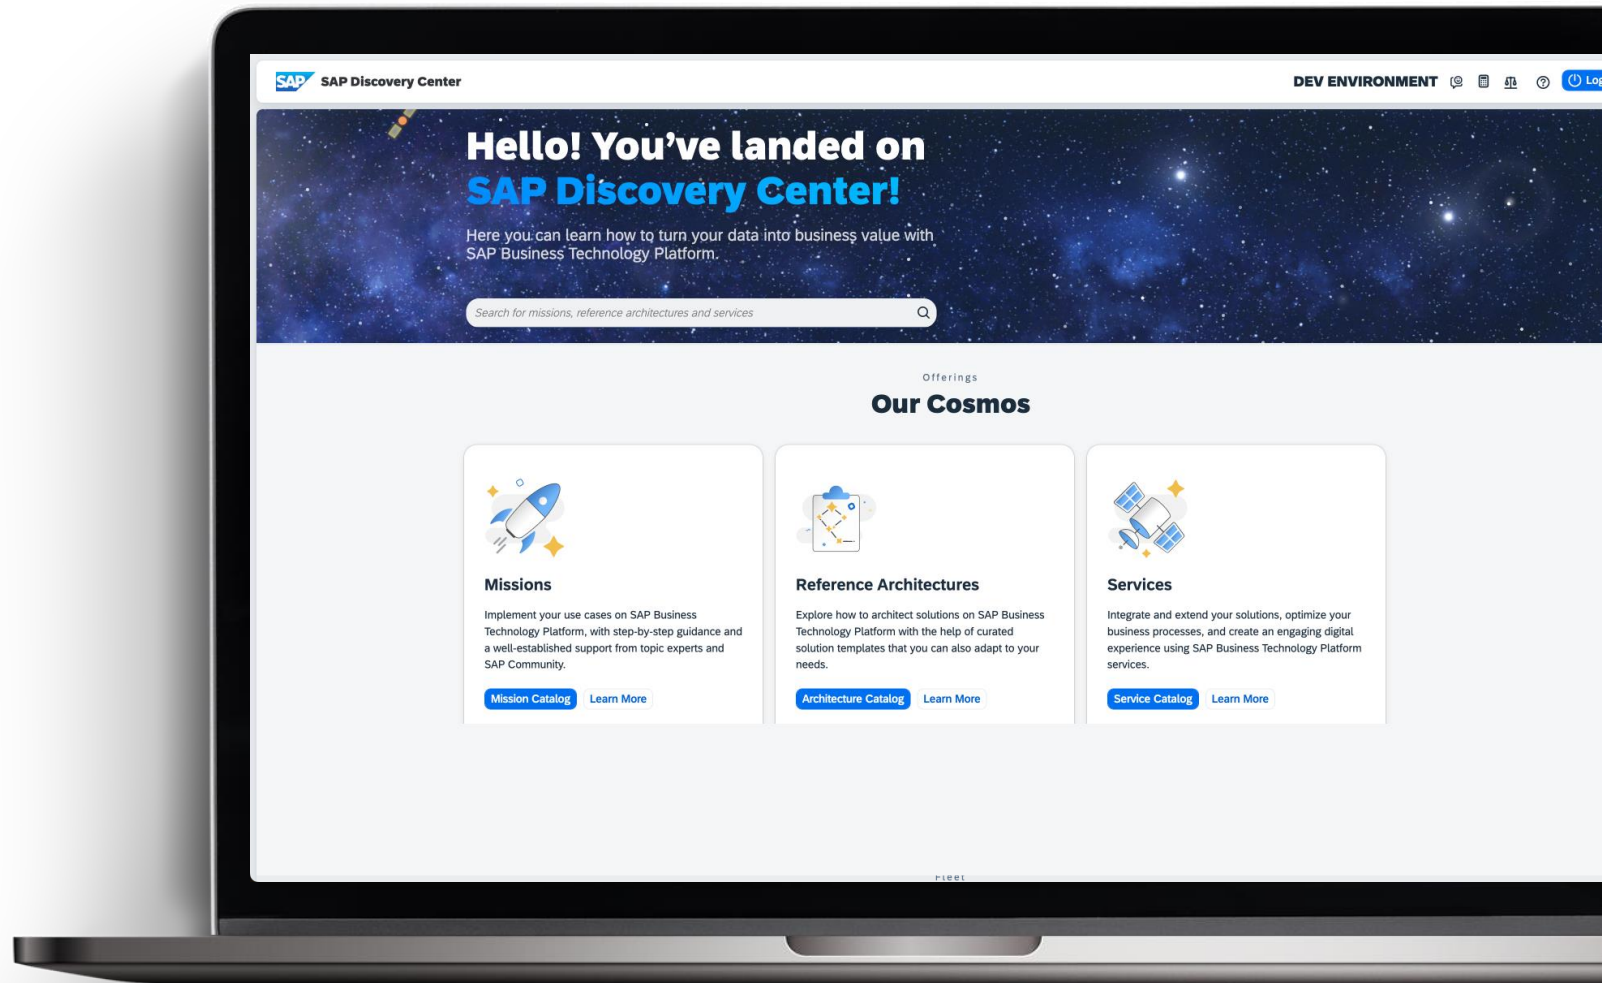 SAP SAP Discovery Center
DEV ENVIRONMENT
Hello! You’ve landed on
SAP Discovery Center!
Here you can learn how to turn your data into business value with
SAP Business Technology Platform.
Search for missions, reference architectures and services
Offerings
Our Cosmos
Missions
Implement your use cases on SAP Business
Technology Platform, with step-by-step guidance and
a well-established support from topic experts and
SAP Community.
Mission Catalog Learn More
Reference Architectures
Explore how to architect solutions on SAP Business
Technology Platform with the help of curated
solution templates that you can also adapt to your
needs.
Architecture Catalog Learn More
Services
Integrate and extend your solutions, optimize your
business processes, and create an engaging digital
experience using SAP Business Technology Platform
services.
Service Catalog Learn More
Fleet